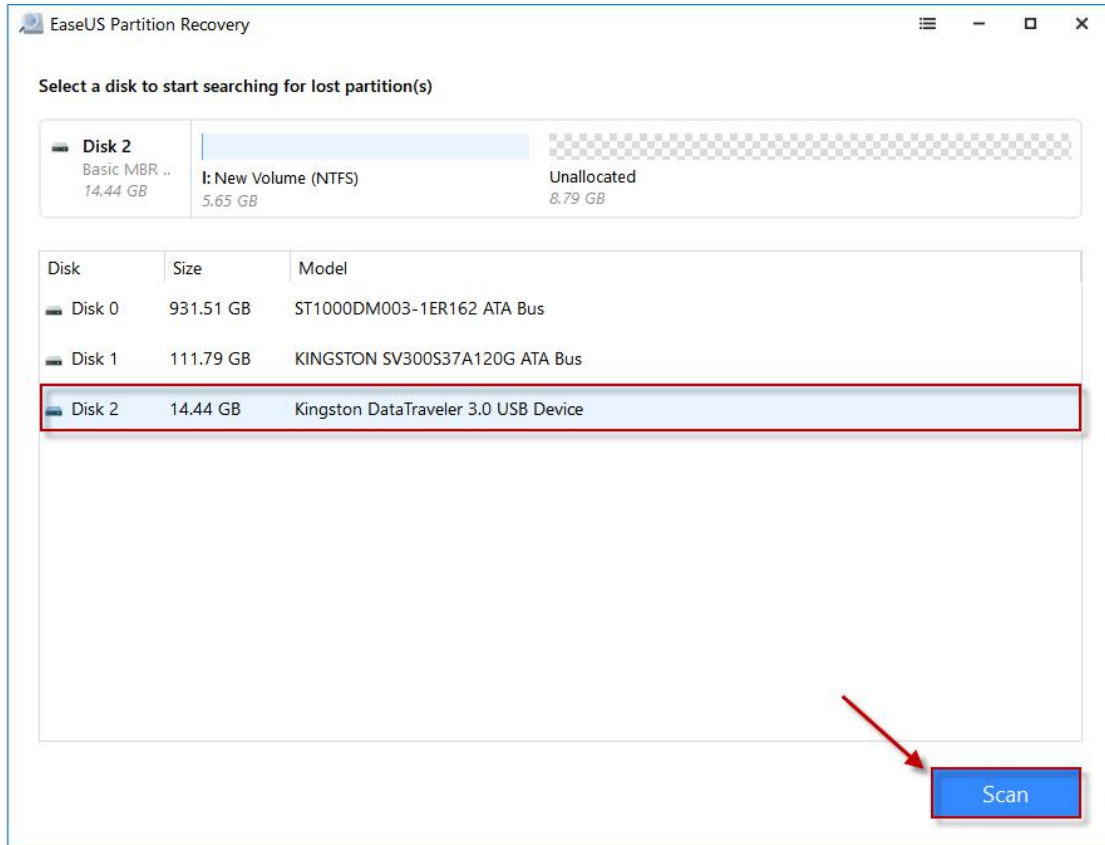 EaseUS Partition Recovery
Select a disk to start searching for lost partition(s)
Disk 2
Basic MBR ..
14.44 GB
I: New Volume (NTFS)
5.65 GB
Unallocated
8.79 GB
Disk Size Model
Disk 0 931.51 GB ST1000DM003-1ER162 ATA Bus
Disk 1 111.79 GB KINGSTON SV300S37A120G ATA Bus
Disk 2 14.44 GB Kingston DataTraveler 3.0 USB Device
Scan